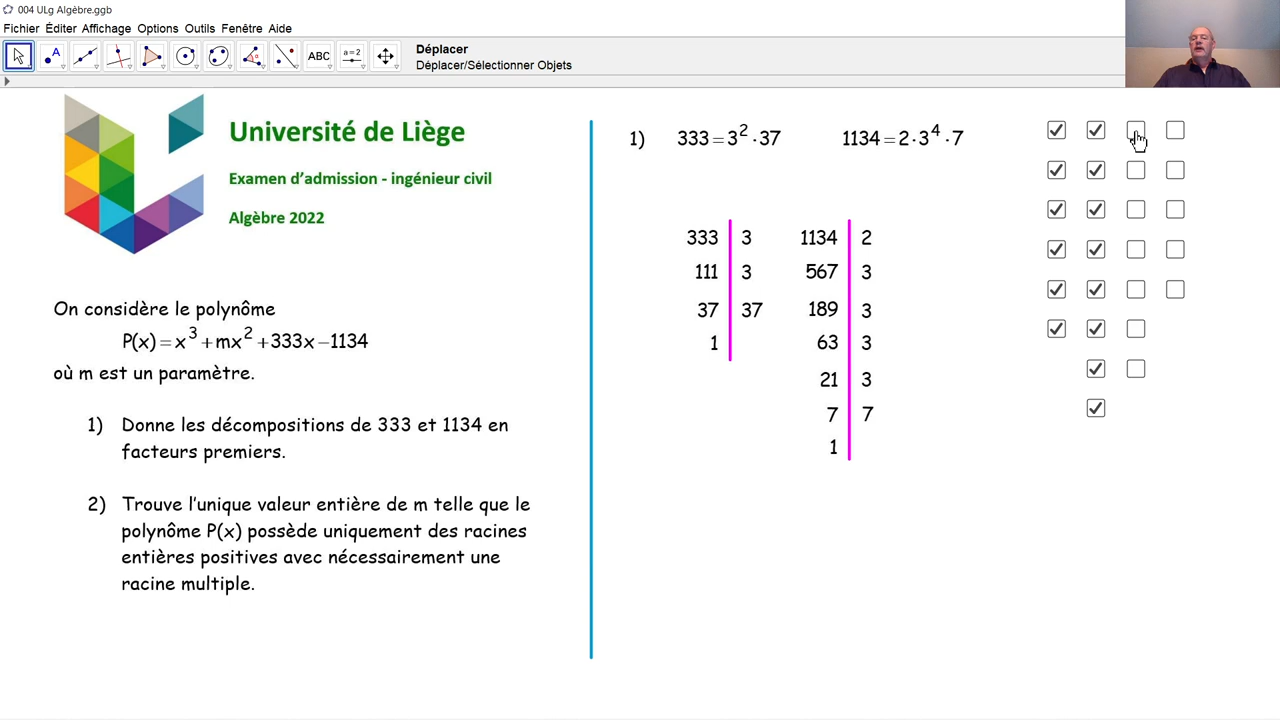 004 ULg Algèbre.ggb
Fichier Éditer Affichage Options Outils Fenêtre Aide
A
ABC
a=2
Déplacer
Déplacer/Sélectionner Objets
Université de Liège
Examen d’admission - ingénieur civil
Algèbre 2022
On considère le polynôme
P(x) = x³ + mx² + 333x − 1134
où m est un paramètre.
1) Donne les décompositions de 333 et 1134 en
facteurs premiers.
2) Trouve l’unique valeur entière de m telle que le
polynôme P(x) possède uniquement des racines
entières positives avec nécessairement une
racine multiple.
1) 333 = 3² · 37 1134 = 2 · 3⁴ · 7
333 3 1134 2
111 3 567 3
37 37 189 3
1 63 3
21 3
7 7
1